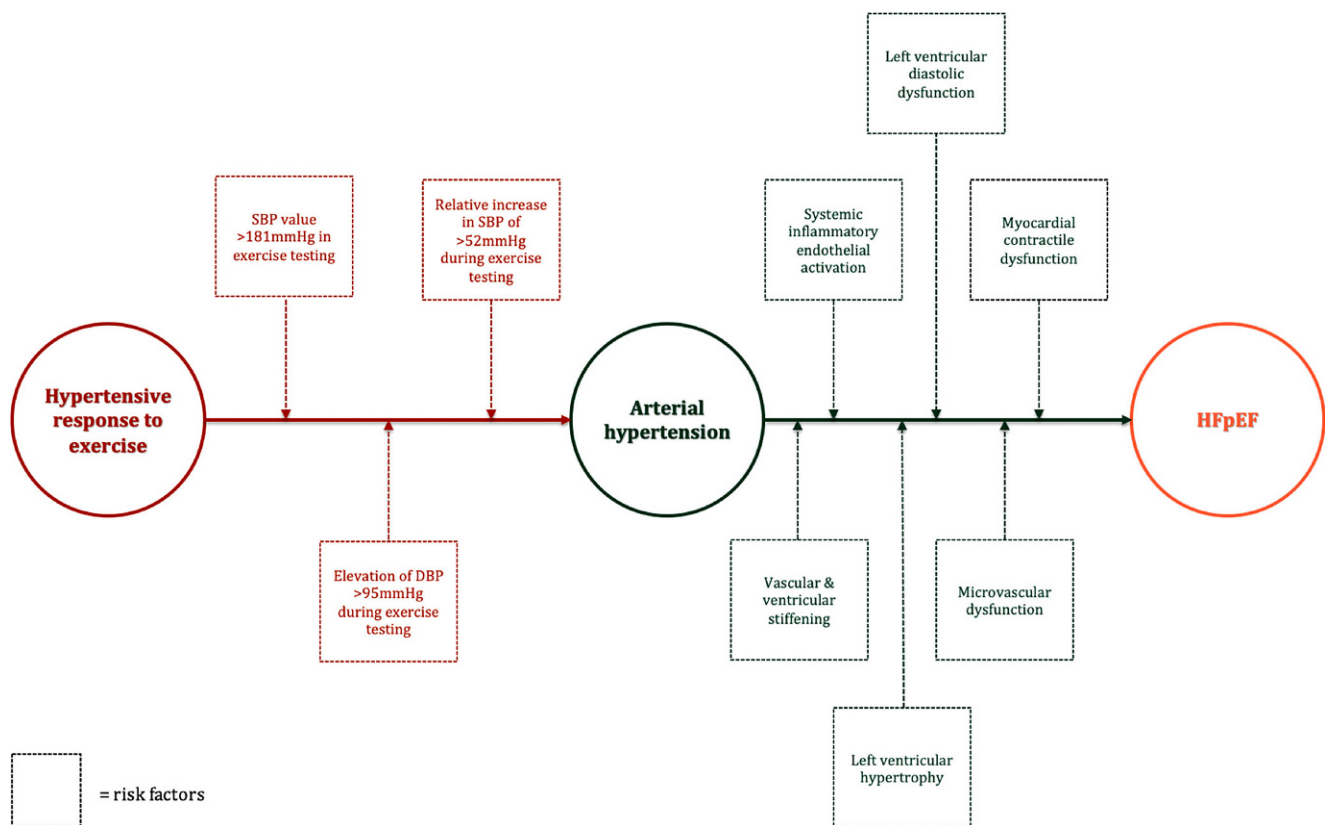 Left ventricular
diastolic
dysfunction
SBP value
>181mmHg in
exercise testing
Relative increase
in SBP of
>52mmHg
during exercise
testing
Systemic
inflammatory
endothelial
activation
Myocardial
contractile
dysfunction
Hypertensive
response to
exercise
Arterial
hypertension
HFpEF
Elevation of DBP
>95mmHg
during exercise
testing
Vascular &
ventricular
stiffening
Microvascular
dysfunction
Left ventricular
hypertrophy
= risk factors